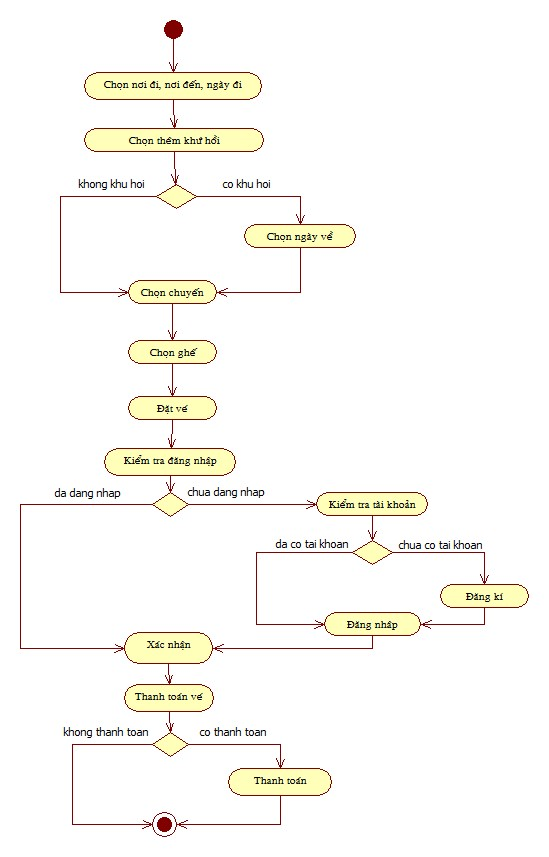 Chọn nơi đi, nơi đến, ngày đi
Chọn thêm khứ hồi
khong khu hoi
co khu hoi
Chọn ngày về
Chọn chuyến
Chọn ghế
Đặt vé
Kiểm tra đăng nhập
da dang nhap
chua dang nhap
Kiểm tra tài khoản
da co tai khoan
chua co tai khoan
Đăng kí
Đăng nhập
Xác nhận
Thanh toán vé
khong thanh toan
co thanh toan
Thanh toán